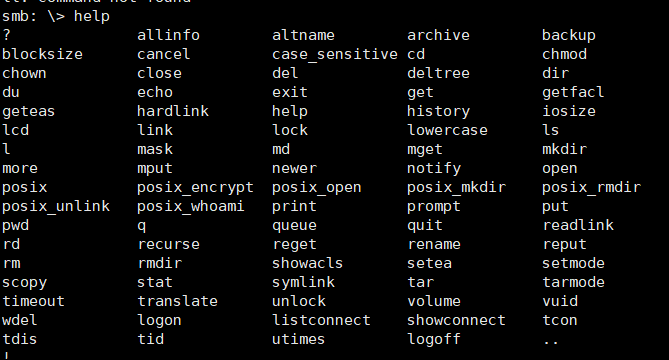 smb: \> help
? allinfo altname archive backup
blocksize cancel case_sensitive cd chmod
chown close del deltree dir
du echo exit get getfacl
geteas hardlink help history iosize
lcd link lock lowercase ls
l mask md mget mkdir
more mput newer notify open
posix posix_encrypt posix_open posix_mkdir posix_rmdir
posix_unlink posix_whoami print prompt put
pwd q queue quit readlink
rd recurse reget rename reput
rm rmdir showacls setea setmode
scopy stat symlink tar tarmode
timeout translate unlock volume vuid
wdel logon listconnect showconnect tcon
tdis tid utimes logoff ..
!